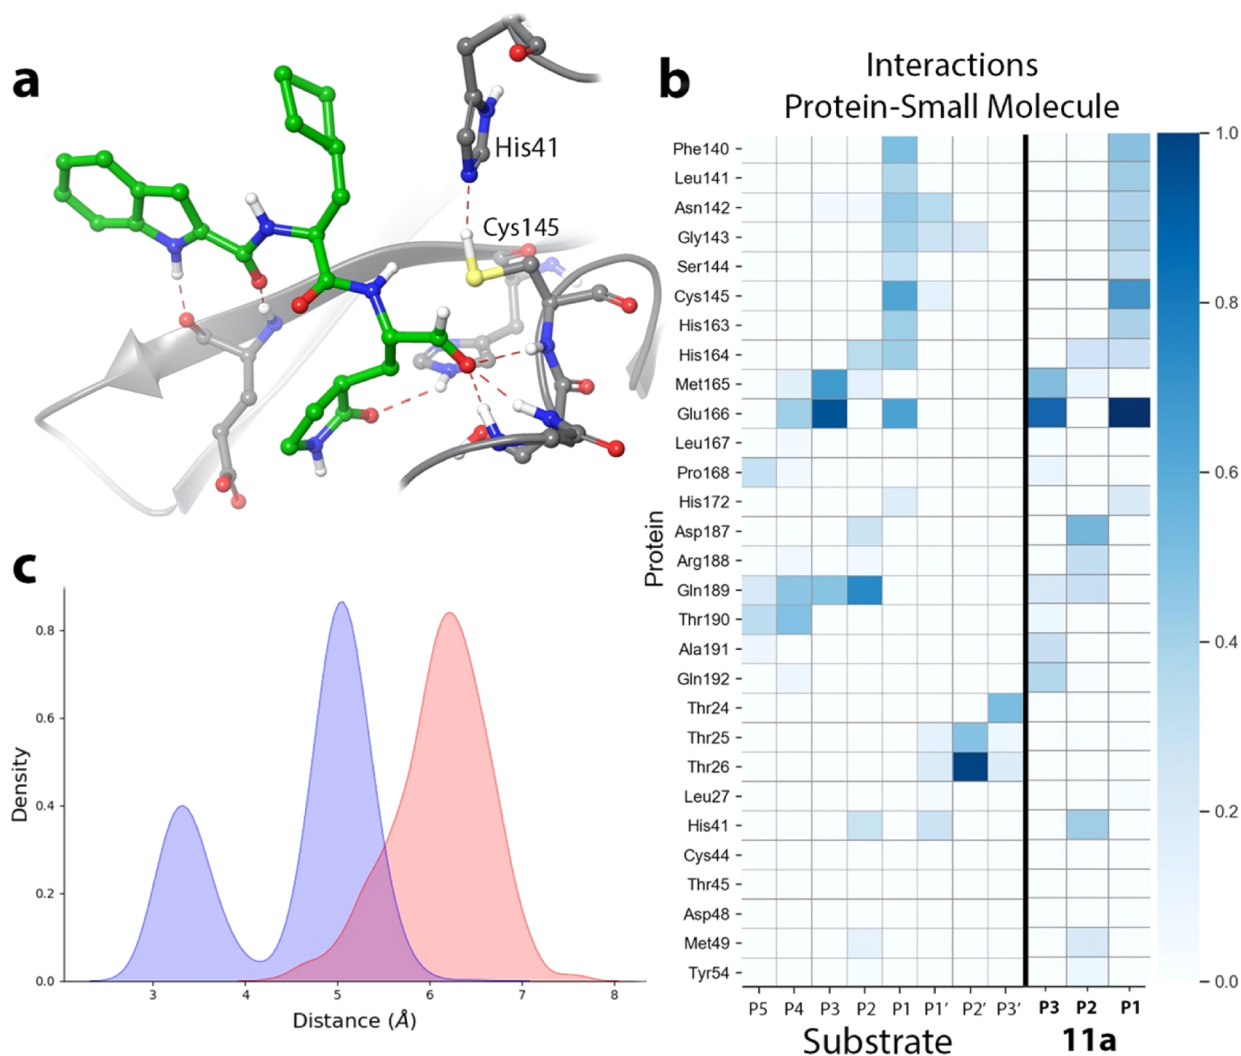 a
His41
Cys145
b
Interactions
Protein-Small Molecule
Protein
Phe140
Leu141
Asn142
Gly143
Ser144
Cys145
His163
His164
Met165
Glu166
Leu167
Pro168
His172
Asp187
Arg188
Gln189
Thr190
Ala191
Gln192
Thr24
Thr25
Thr26
Leu27
His41
Cys44
Thr45
Asp48
Met49
Tyr54
P5 P4 P3 P2 P1 P1′ P2′ P3′ P3 P2 P1
Substrate 11a
1.0
0.8
0.6
0.4
0.2
0.0
c
Density
0.8
0.6
0.4
0.2
0.0
3 4 5 6 7 8
Distance (Å)